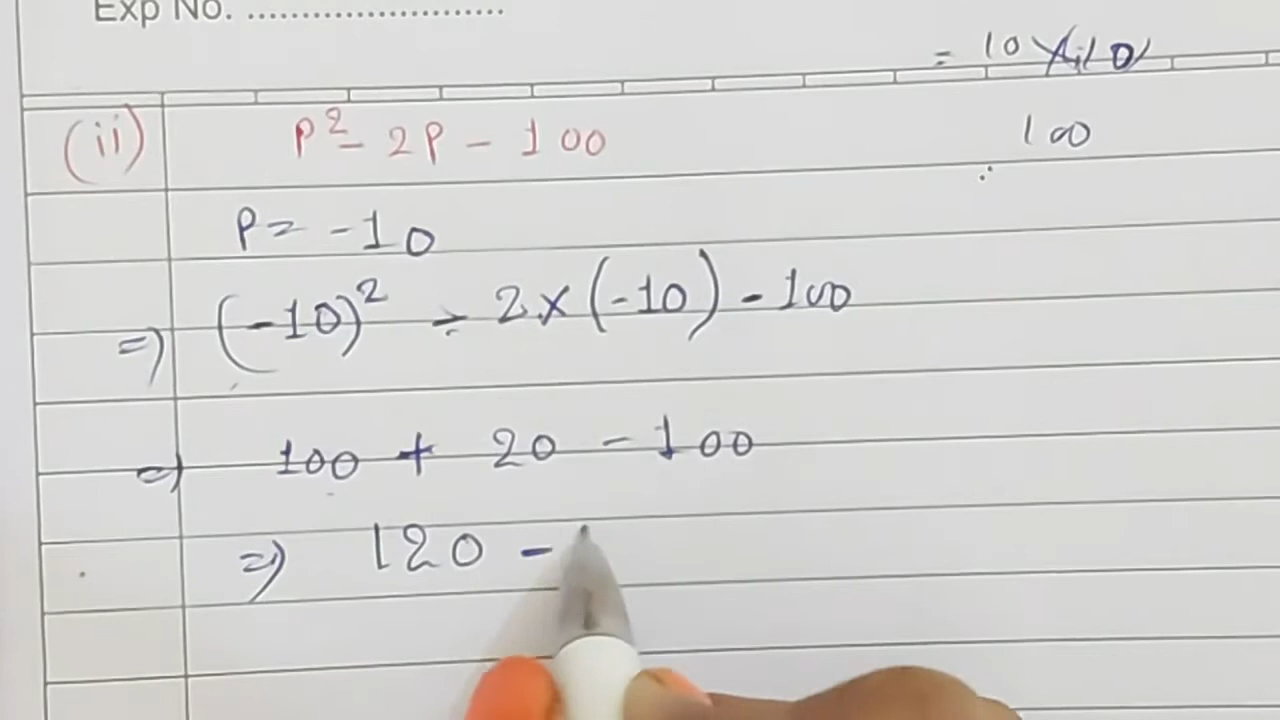 Exp No. ............................
= 10 × 10
100
(ii) P² - 2P - 100
P = -10
⇒ (-10)² - 2 × (-10) - 100
⇒ 100 + 20 - 100
⇒ 120 -